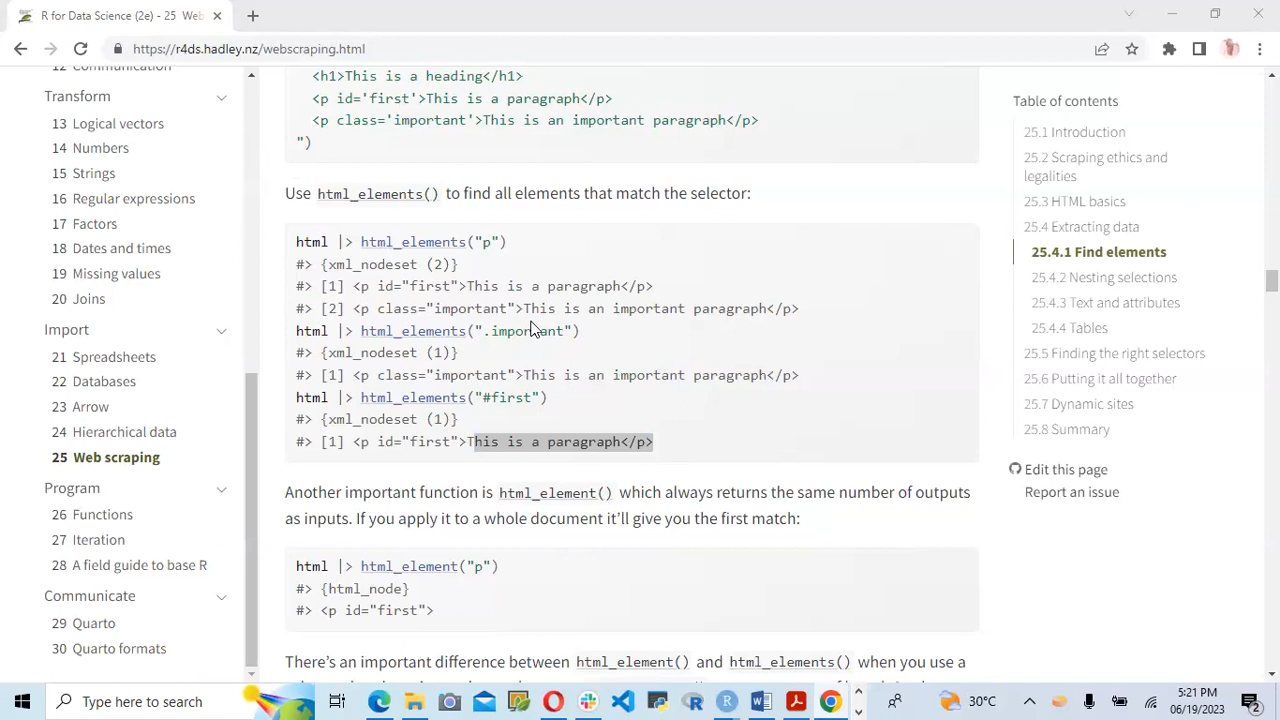 R for Data Science (2e) - 25 Web
https://r4ds.hadley.nz/webscraping.html
12 Communication
Transform
13 Logical vectors
14 Numbers
15 Strings
16 Regular expressions
17 Factors
18 Dates and times
19 Missing values
20 Joins
Import
21 Spreadsheets
22 Databases
23 Arrow
24 Hierarchical data
25 Web scraping
Program
26 Functions
27 Iteration
28 A field guide to base R
Communicate
29 Quarto
30 Quarto formats
<h1>This is a heading</h1>
<p id='first'>This is a paragraph</p>
<p class='important'>This is an important paragraph</p>
")
Use html_elements() to find all elements that match the selector:
html |> html_elements("p")
#> {xml_nodeset (2)}
#> [1] <p id="first">This is a paragraph</p>
#> [2] <p class="important">This is an important paragraph</p>
html |> html_elements(".important")
#> {xml_nodeset (1)}
#> [1] <p class="important">This is an important paragraph</p>
html |> html_elements("#first")
#> {xml_nodeset (1)}
#> [1] <p id="first">This is a paragraph</p>
Another important function is html_element() which always returns the same number of outputs
as inputs. If you apply it to a whole document it'll give you the first match:
html |> html_element("p")
#> {html_node}
#> <p id="first">
There's an important difference between html_element() and html_elements() when you use a
Table of contents
25.1 Introduction
25.2 Scraping ethics and
legalities
25.3 HTML basics
25.4 Extracting data
25.4.1 Find elements
25.4.2 Nesting selections
25.4.3 Text and attributes
25.4.4 Tables
25.5 Finding the right selectors
25.6 Putting it all together
25.7 Dynamic sites
25.8 Summary
Edit this page
Report an issue
Type here to search
30°C
5:21 PM
06/19/2023
2